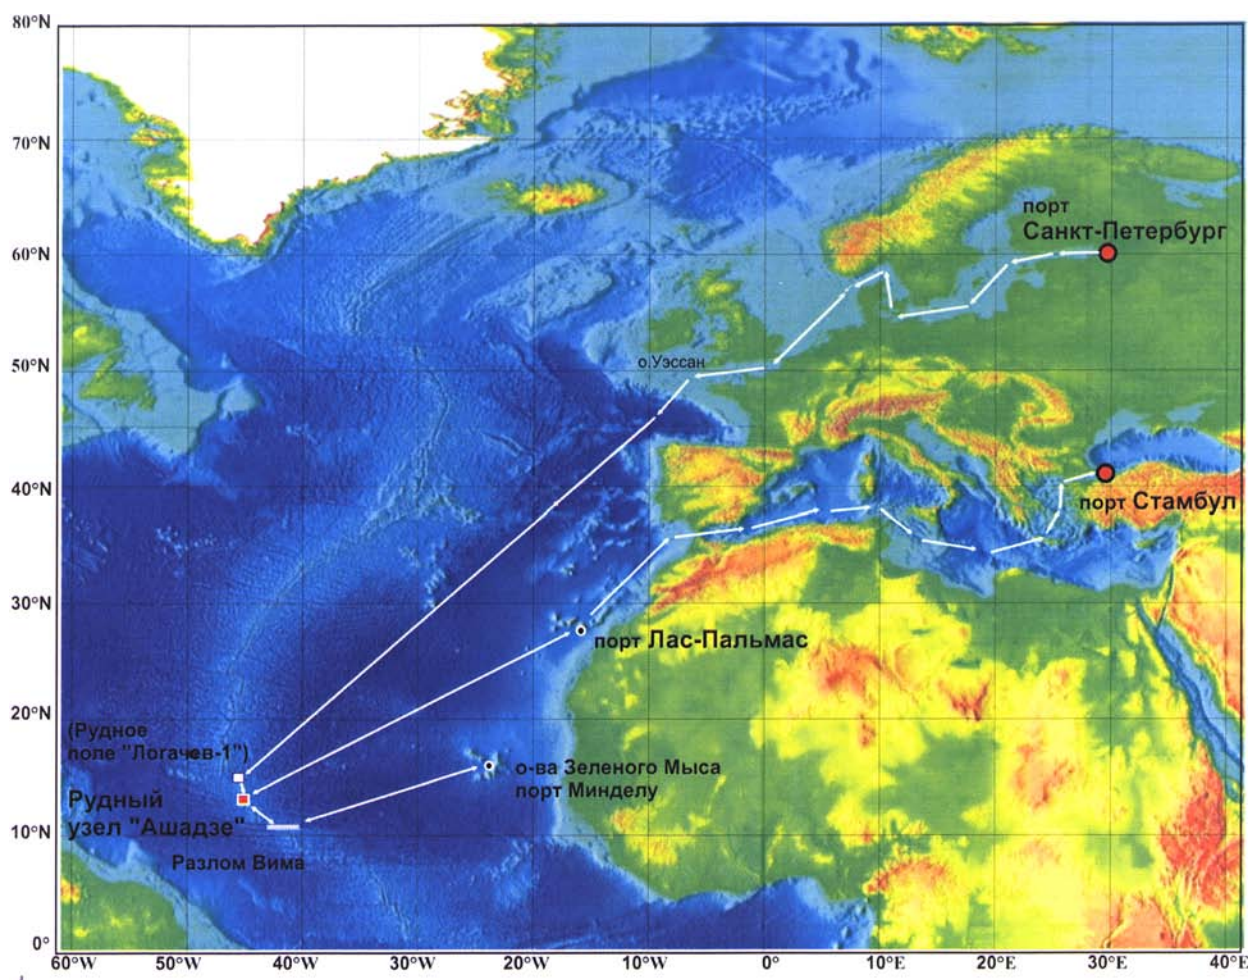 80°N
70°N
60°N
50°N
40°N
30°N
20°N
10°N
0°
порт
Санкт-Петербург
о.Уэссан
порт Стамбул
порт Лас-Пальмас
(Рудное
поле "Логачев-1")
о-ва Зеленого Мыса
порт Минделу
Рудный
узел "Ашадзе"
Разлом Вима
60°W
50°W
40°W
30°W
20°W
10°W
0°
10°E
20°E
30°E
40°E